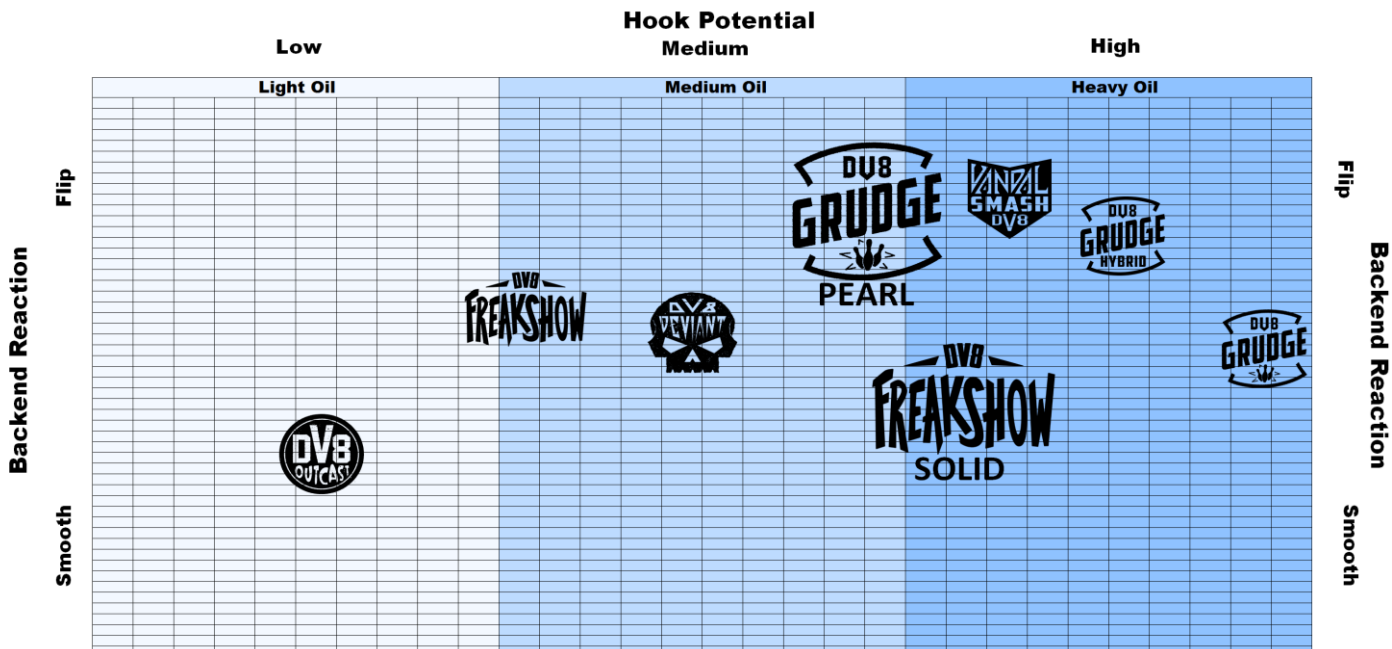 Hook Potential
Low Medium High
Light Oil Medium Oil Heavy Oil
Flip
Backend Reaction
Smooth
DV8
GRUDGE
PEARL
VANDAL
SMASH
DV8
DV8
GRUDGE
HYBRID
DV8
FREAKSHOW
DV8
DEVIANT
DV8
GRUDGE
DV8
FREAKSHOW
SOLID
DV8
OUTCAST
Flip
Backend Reaction
Smooth